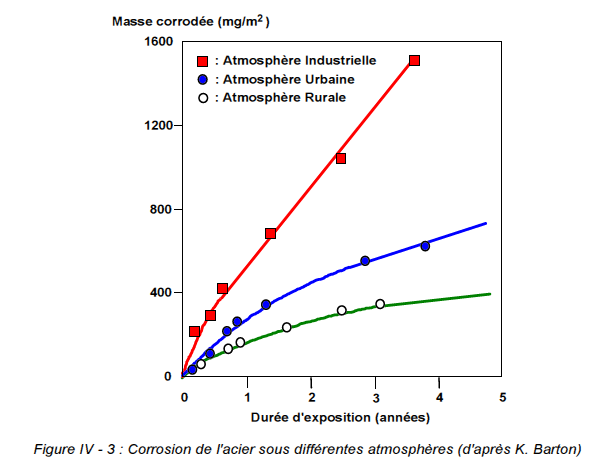 Masse corrodée (mg/m2 )
1600
: Atmosphère Industrielle
: Atmosphère Urbaine
: Atmosphère Rurale
1200
800
400
0
0 1 2 3 4 5
Durée d'exposition (années)
Figure IV - 3 : Corrosion de l'acier sous différentes atmosphères (d'après K. Barton)